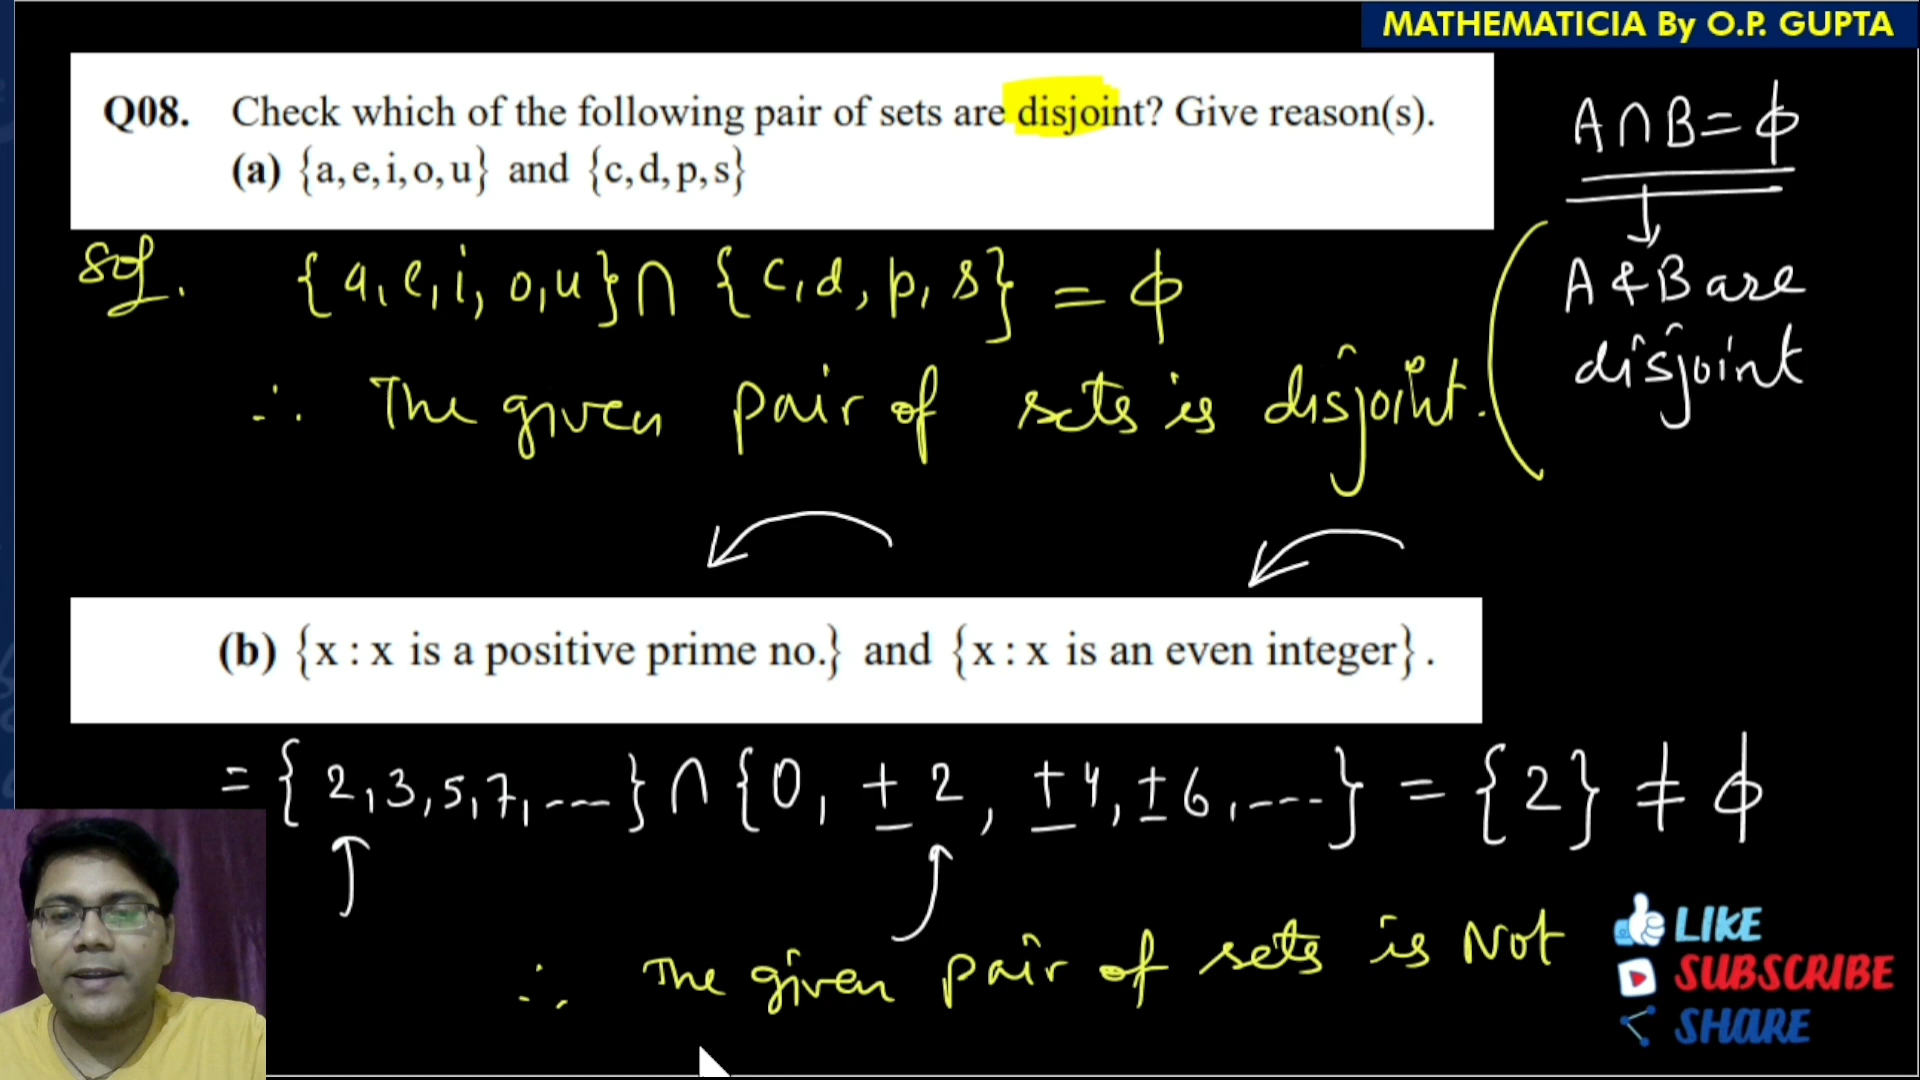 MATHEMATICIA By O.P. GUPTA
Q08. Check which of the following pair of sets are disjoint? Give reason(s).
(a) {a, e, i, o, u} and {c, d, p, s}
A∩B=ϕ
A & B are
disjoint
Sol. {a, e, i, o, u} ∩ {c, d, p, s} = ϕ
∴ The given pair of sets is disjoint.
(b) {x : x is a positive prime no.} and {x : x is an even integer}.
= {2, 3, 5, 7, ---} ∩ {0, ±2, ±4, ±6, ---} = {2} ≠ ϕ
∴ The given pair of sets is Not
LIKE
SUBSCRIBE
SHARE